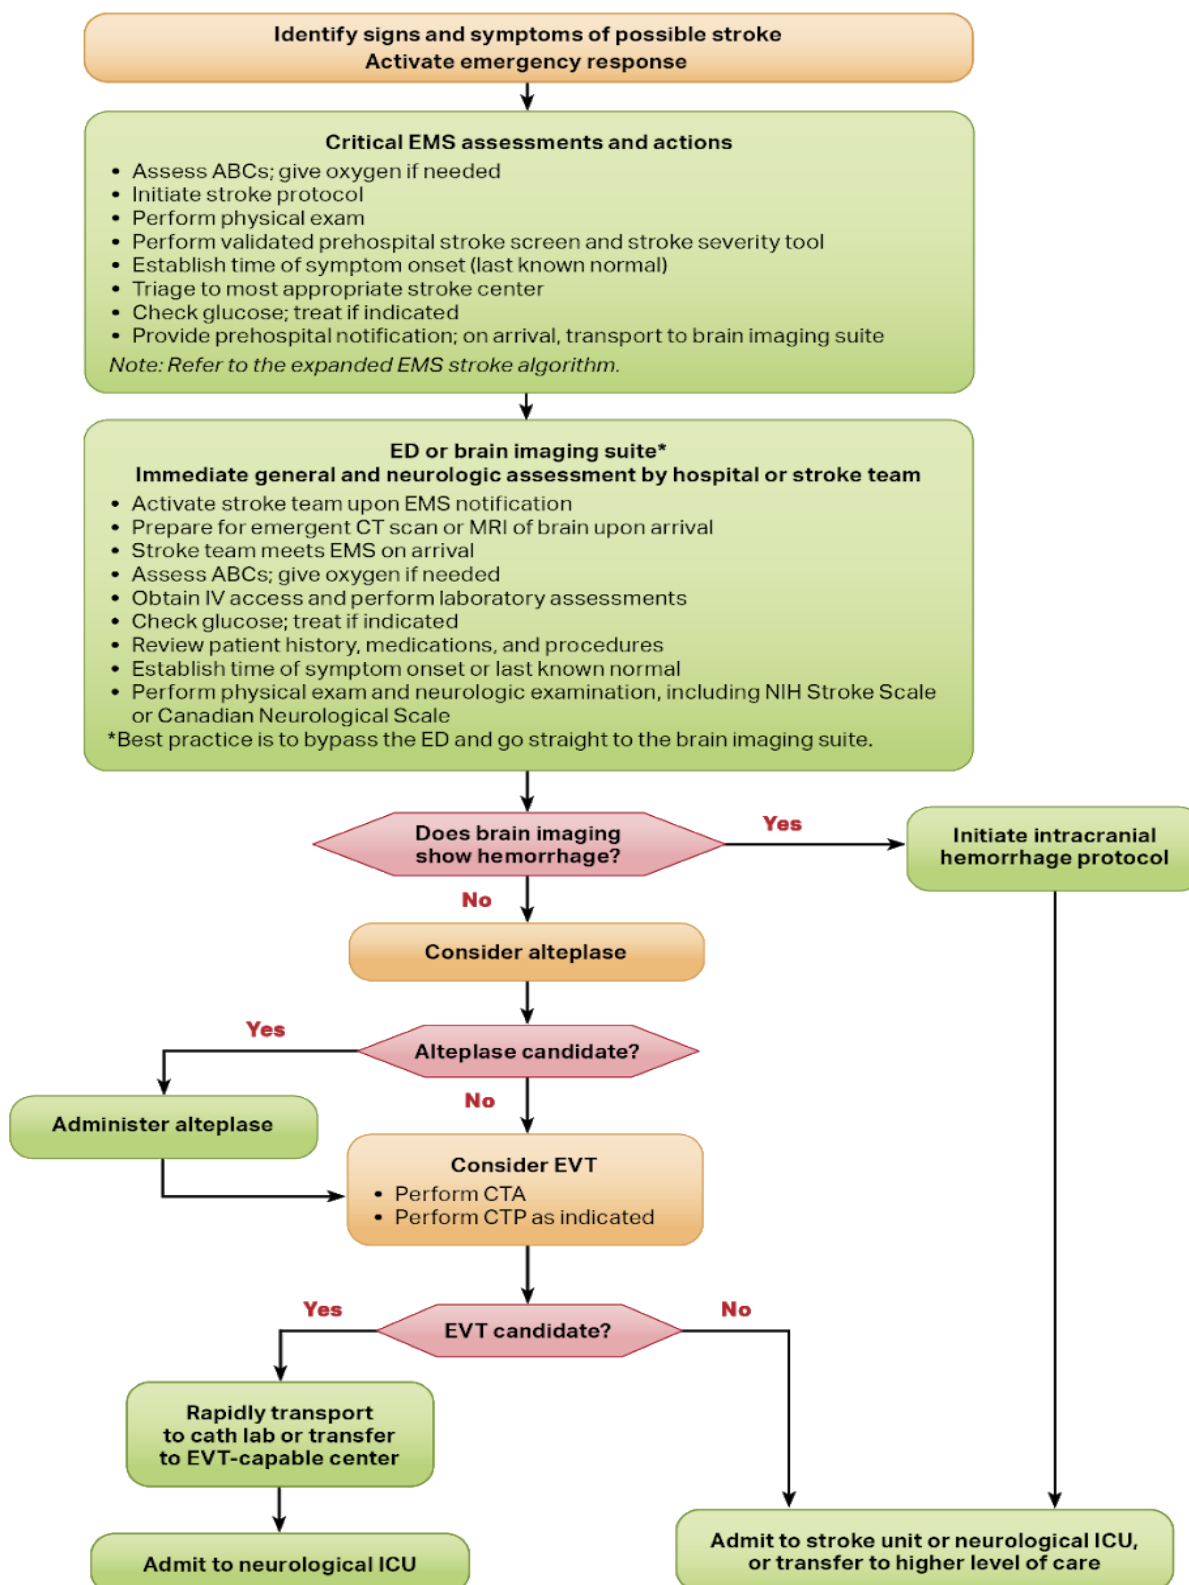 Identify signs and symptoms of possible stroke
Activate emergency response
Critical EMS assessments and actions
• Assess ABCs; give oxygen if needed
• Initiate stroke protocol
• Perform physical exam
• Perform validated prehospital stroke screen and stroke severity tool
• Establish time of symptom onset (last known normal)
• Triage to most appropriate stroke center
• Check glucose; treat if indicated
• Provide prehospital notification; on arrival, transport to brain imaging suite
Note: Refer to the expanded EMS stroke algorithm.
ED or brain imaging suite*
Immediate general and neurologic assessment by hospital or stroke team
• Activate stroke team upon EMS notification
• Prepare for emergent CT scan or MRI of brain upon arrival
• Stroke team meets EMS on arrival
• Assess ABCs; give oxygen if needed
• Obtain IV access and perform laboratory assessments
• Check glucose; treat if indicated
• Review patient history, medications, and procedures
• Establish time of symptom onset or last known normal
• Perform physical exam and neurologic examination, including NIH Stroke Scale
or Canadian Neurological Scale
*Best practice is to bypass the ED and go straight to the brain imaging suite.
Does brain imaging
show hemorrhage?
Yes
Initiate intracranial
hemorrhage protocol
No
Consider alteplase
Yes
Alteplase candidate?
No
Administer alteplase
Consider EVT
• Perform CTA
• Perform CTP as indicated
Yes
EVT candidate?
No
Rapidly transport
to cath lab or transfer
to EVT-capable center
Admit to neurological ICU
Admit to stroke unit or neurological ICU,
or transfer to higher level of care